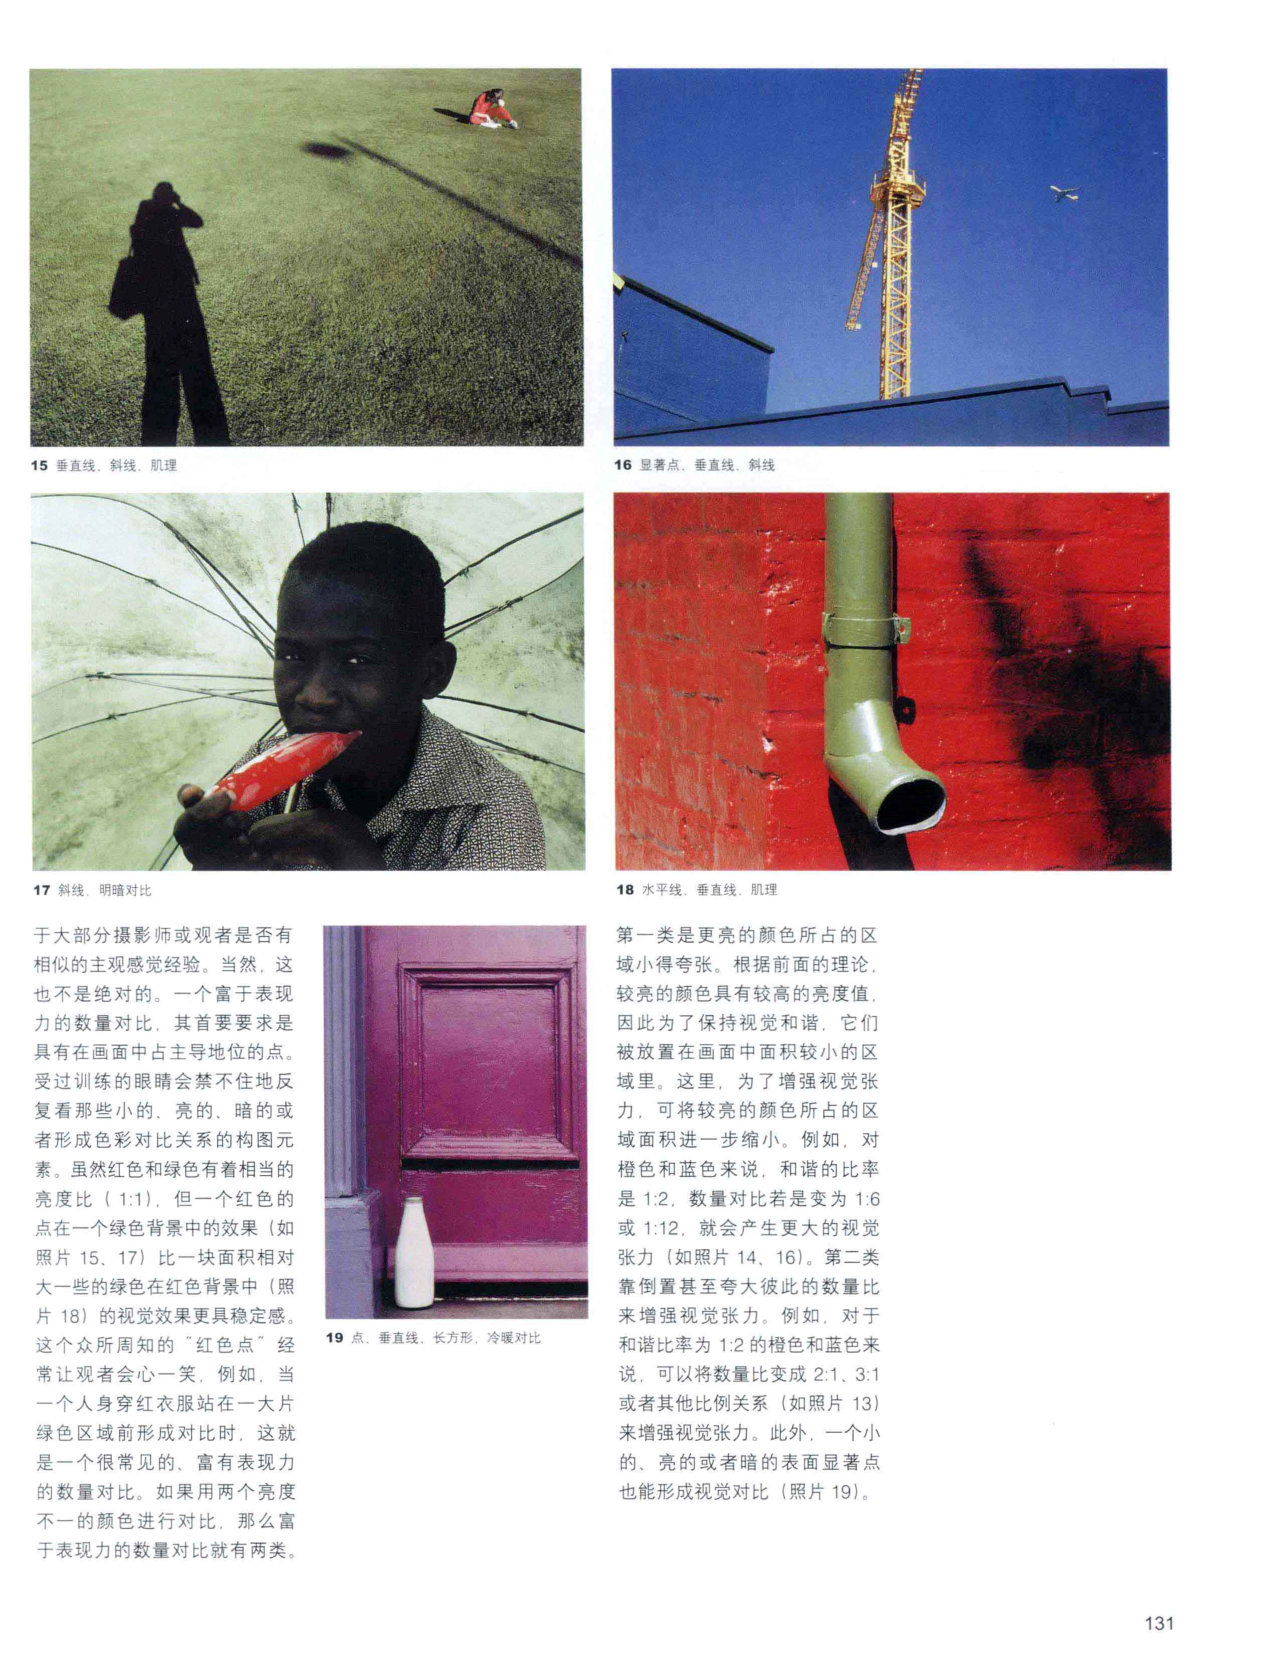 15 垂直线、斜线、肌理
16 显著点、垂直线、斜线
17 斜线、明暗对比
18 水平线、垂直线、肌理
于大部分摄影师或观者是否有
相似的主观感觉经验。当然，这
也不是绝对的。一个富于表现
力的数量对比，其首要要求是
具有在画面中占主导地位的点。
受过训练的眼睛会禁不住地反
复看那些小的、亮的、暗的或
者形成色彩对比关系的构图元
素。虽然红色和绿色有着相当的
亮度比（1:1），但一个红色的
点在一个绿色背景中的效果（如
照片 15、17）比一块面积相对
大一些的绿色在红色背景中（照
片 18）的视觉效果更具稳定感。
这个众所周知的“红色点”经
常让观者会心一笑，例如，当
一个人身穿红衣服站在一大片
绿色区域前形成对比时，这就
是一个很常见的、富有表现力
的数量对比。如果用两个亮度
不一的颜色进行对比，那么富
于表现力的数量对比就有两类。
19 点、垂直线、长方形、冷暖对比
第一类是更亮的颜色所占的区
域小得夸张。根据前面的理论，
较亮的颜色具有较高的亮度值，
因此为了保持视觉和谐，它们
被放置在画面中面积较小的区
域里。这里，为了增强视觉张
力，可将较亮的颜色所占的区
域面积进一步缩小。例如，对
橙色和蓝色来说，和谐的比率
是 1:2，数量对比若是变为 1:6
或 1:12，就会产生更大的视觉
张力（如照片 14、16）。第二类
靠倒置甚至夸大彼此的数量比
来增强视觉张力。例如，对于
和谐比率为 1:2 的橙色和蓝色来
说，可以将数量比变成 2:1、3:1
或者其他比例关系（如照片 13）
来增强视觉张力。此外，一个小
的、亮的或者暗的表面显著点
也能形成视觉对比（照片 19）。
131